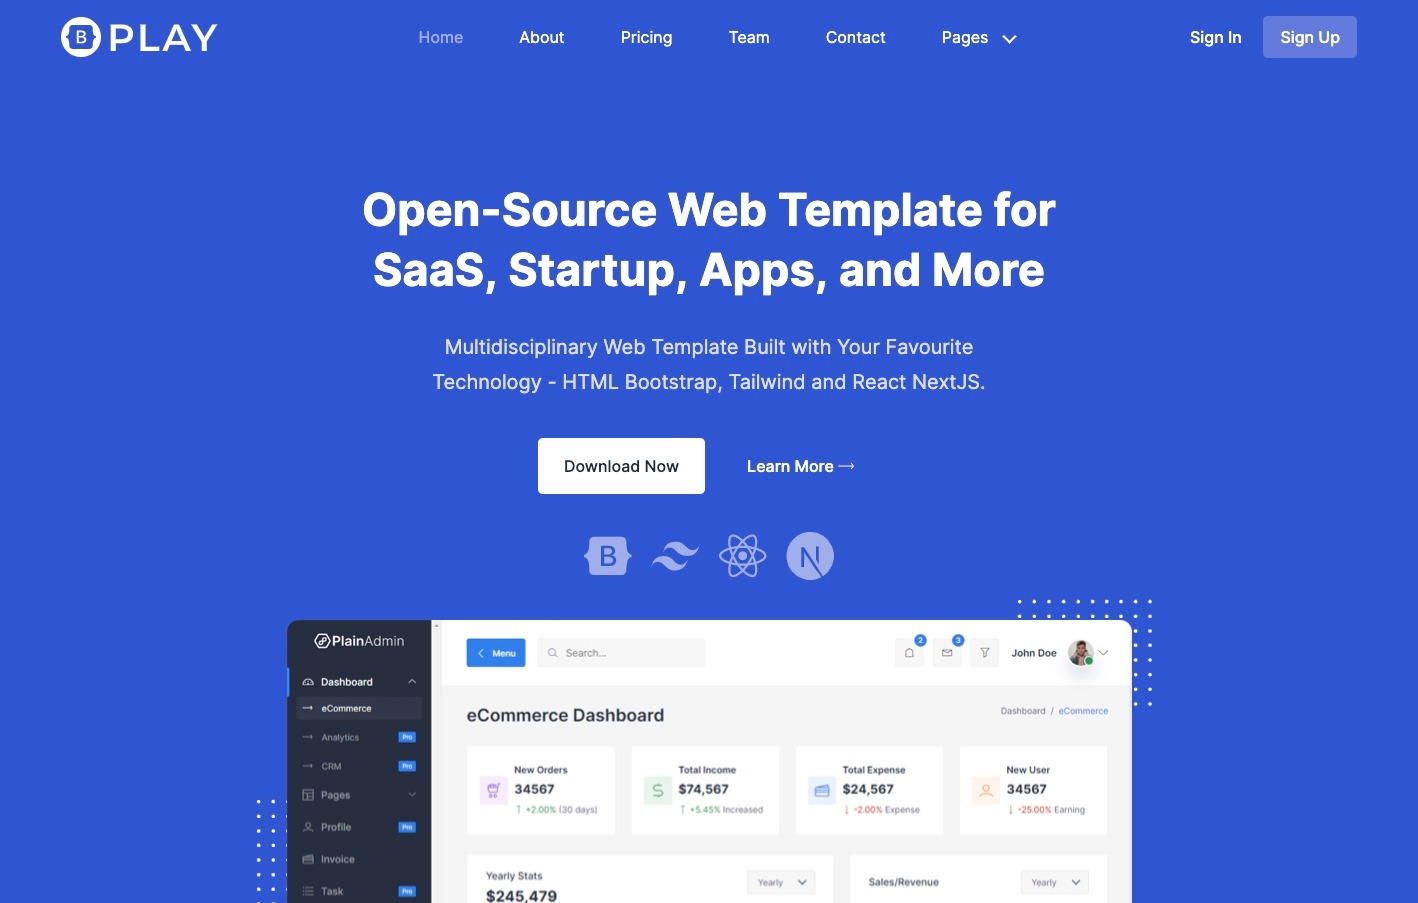 B PLAY
Home About Pricing Team Contact Pages Sign In Sign Up
Open-Source Web Template for
SaaS, Startup, Apps, and More
Multidisciplinary Web Template Built with Your Favourite
Technology - HTML Bootstrap, Tailwind and React NextJS.
Download Now Learn More →
B N
PlainAdmin
Dashboard
eCommerce
Analytics Pro
CRM Pro
Pages
Profile Pro
Invoice
Task Pro
Menu Search... 2 3 John Doe
eCommerce Dashboard Dashboard / eCommerce
New Orders
34567
↑ +2.00% (30 days)
Total Income
$74,567
↑ +5.45% Increased
Total Expense
$24,567
↓ -2.00% Expense
New User
34567
↓ -25.00% Earning
Yearly Stats
$245,479
Yearly
Sales/Revenue
Yearly